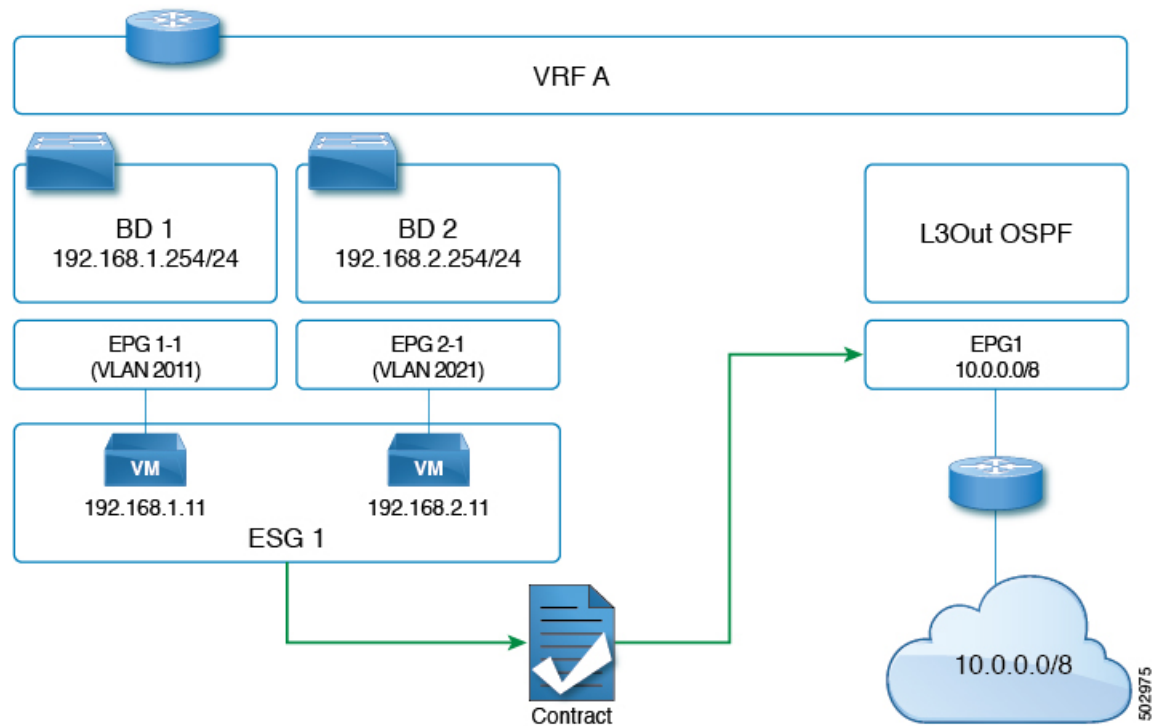 VRF A
BD 1
192.168.1.254/24
BD 2
192.168.2.254/24
L3Out OSPF
EPG 1-1
(VLAN 2011)
EPG 2-1
(VLAN 2021)
EPG1
10.0.0.0/8
VM
192.168.1.11
VM
192.168.2.11
ESG 1
Contract
10.0.0.0/8
502975